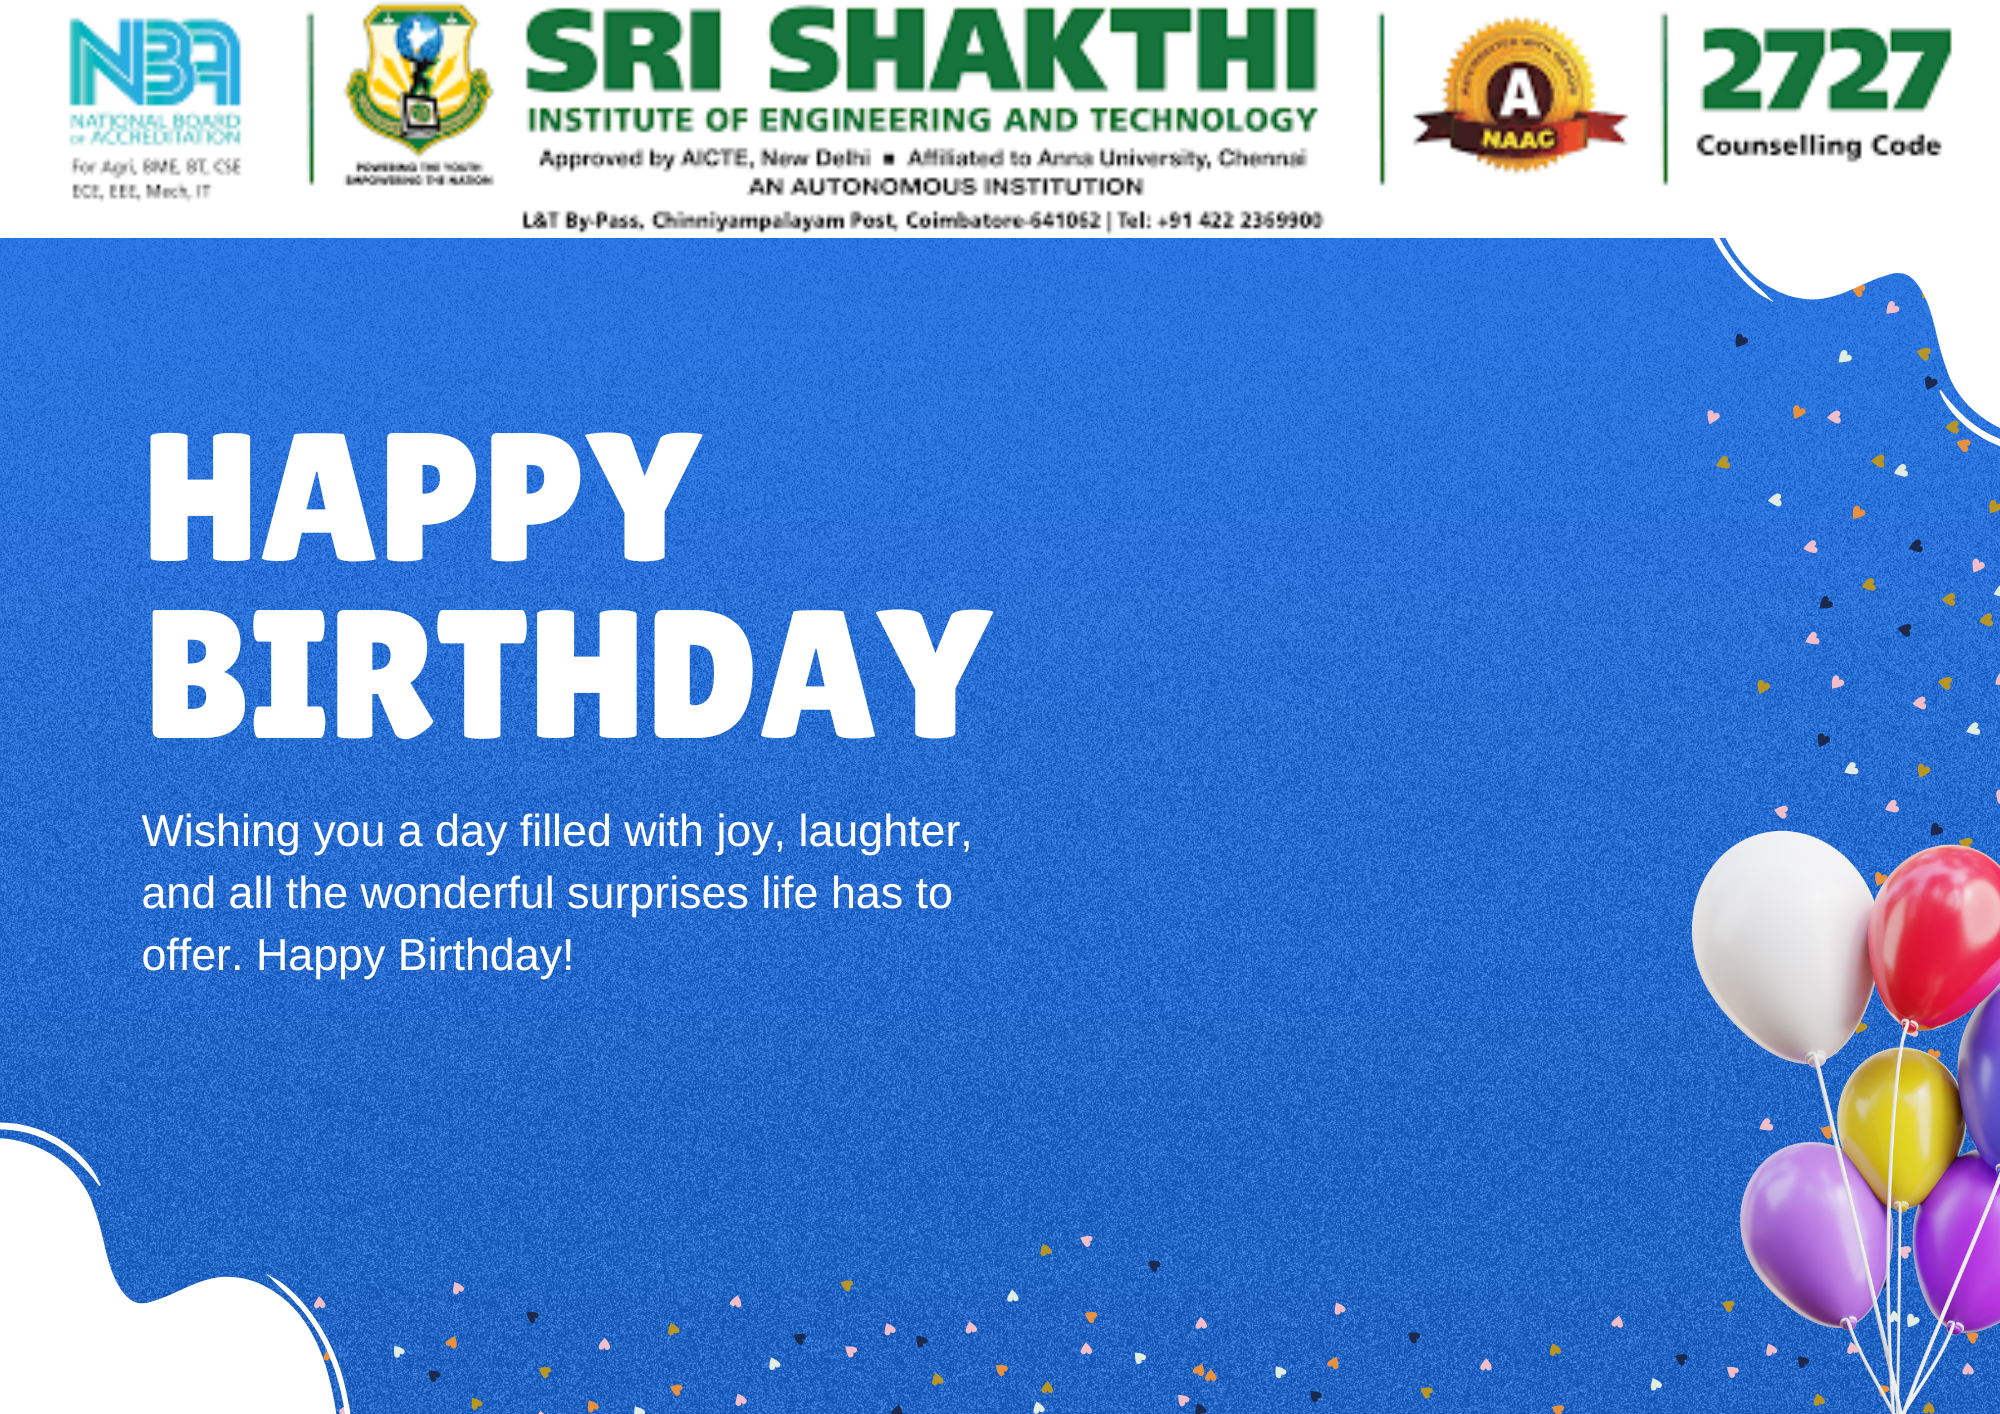 NBA
NATIONAL BOARD
OF ACCREDITATION
For Agri, BME, BT, CSE
ECE, EEE, Mech, IT
POWERING THE YOUTH
EMPOWERING THE NATION
SRI SHAKTHI
INSTITUTE OF ENGINEERING AND TECHNOLOGY
Approved by AICTE, New Delhi ■ Affiliated to Anna University, Chennai
AN AUTONOMOUS INSTITUTION
L&T By-Pass, Chinniyampalayam Post, Coimbatore-641062 | Tel: +91 422 2369900
A
NAAC
2727
Counselling Code
HAPPY
BIRTHDAY
Wishing you a day filled with joy, laughter,
and all the wonderful surprises life has to
offer. Happy Birthday!